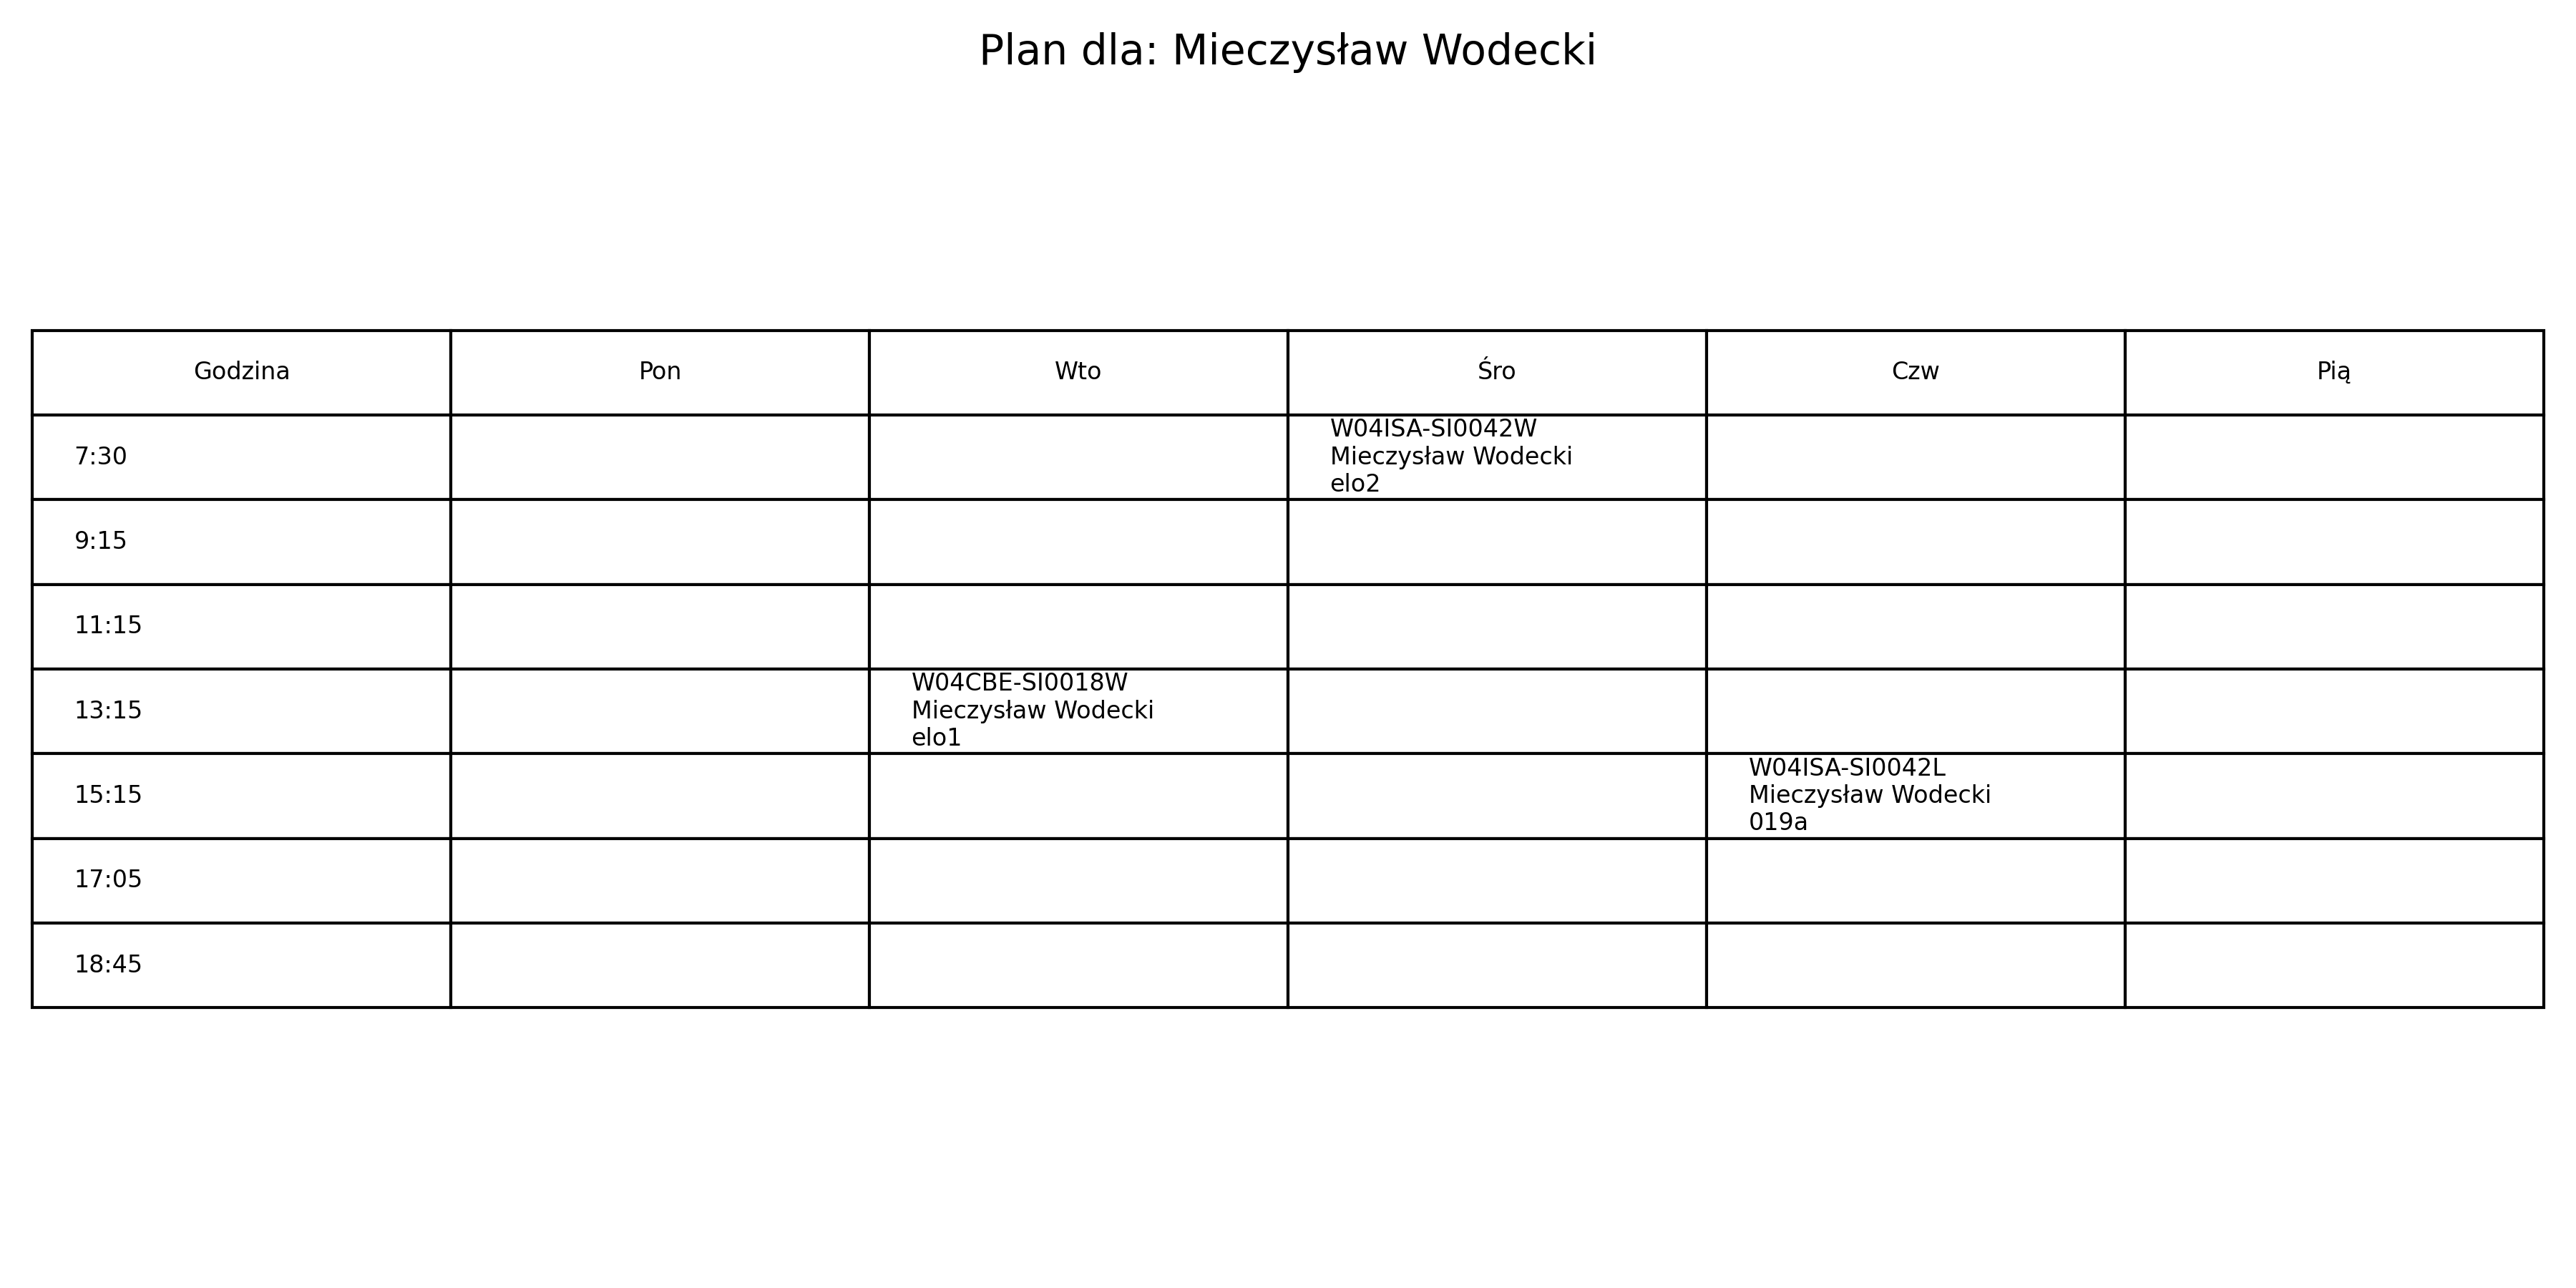 Plan dla: Mieczysław Wodecki
Godzina Pon Wto Śro Czw Pią
7:30
W04ISA-SI0042W
Mieczysław Wodecki
elo2
9:15
11:15
13:15
W04CBE-SI0018W
Mieczysław Wodecki
elo1
15:15
W04ISA-SI0042L
Mieczysław Wodecki
019a
17:05
18:45